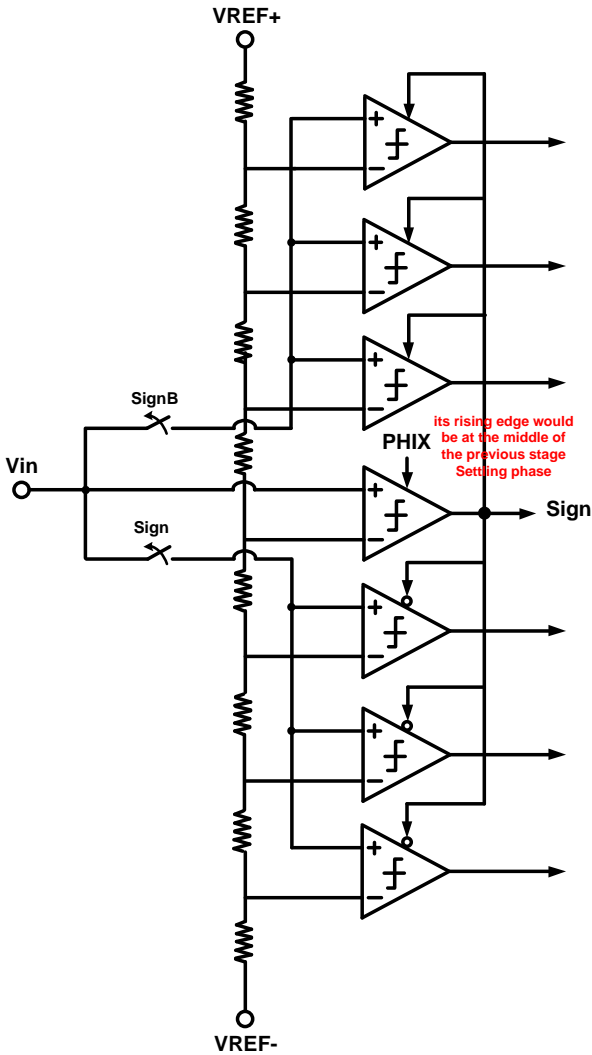 VREF+
SignB
its rising edge would
be at the middle of
the previous stage
Settling phase
PHIX
Vin
Sign
Sign
VREF-